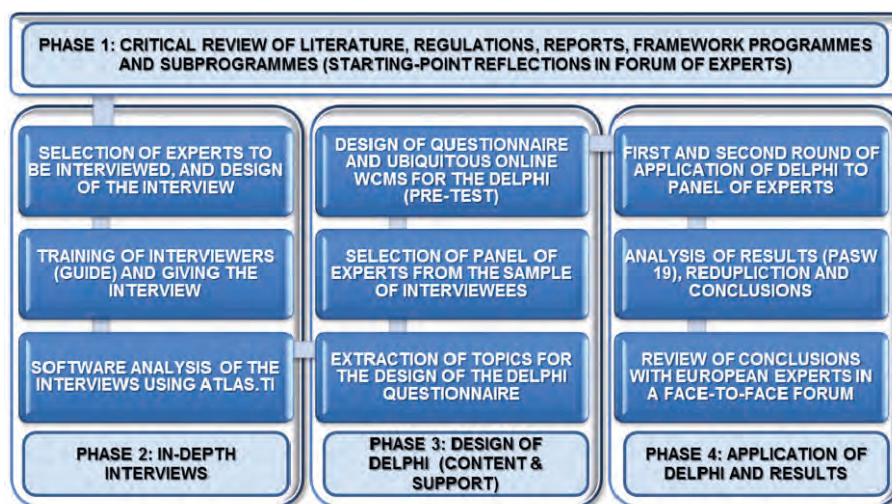 PHASE 1: CRITICAL REVIEW OF LITERATURE, REGULATIONS, REPORTS, FRAMEWORK PROGRAMMES
AND SUBPROGRAMMES (STARTING-POINT REFLECTIONS IN FORUM OF EXPERTS)
SELECTION OF EXPERTS TO
BE INTERVIEWED, AND DESIGN
OF THE INTERVIEW
TRAINING OF INTERVIEWERS
(GUIDE) AND GIVING THE
INTERVIEW
SOFTWARE ANALYSIS OF THE
INTERVIEWS USING ATLAS.TI
PHASE 2: IN-DEPTH
INTERVIEWS
DESIGN OF QUESTIONNAIRE
AND UBIQUITOUS ONLINE
WCMS FOR THE DELPHI
(PRE-TEST)
SELECTION OF PANEL OF
EXPERTS FROM THE SAMPLE
OF INTERVIEWEES
EXTRACTION OF TOPICS FOR
THE DESIGN OF THE DELPHI
QUESTIONNAIRE
PHASE 3: DESIGN OF
DELPHI (CONTENT &
SUPPORT)
FIRST AND SECOND ROUND OF
APPLICATION OF DELPHI TO
PANEL OF EXPERTS
ANALYSIS OF RESULTS (PASW
19), REDUPLICTION AND
CONCLUSIONS
REVIEW OF CONCLUSIONS
WITH EUROPEAN EXPERTS IN
A FACE-TO-FACE FORUM
PHASE 4: APPLICATION OF
DELPHI AND RESULTS